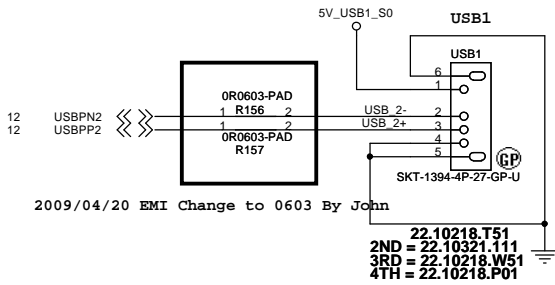 5V_USB1_S0
USB1
USB1
0R0603-PAD
R156
6
1
12 USBPN2 1 2 USB_2- 2
12 USBPP2 1 2 USB_2+ 3
0R0603-PAD
R157
4
5
GP
SKT-1394-4P-27-GP-U
2009/04/20 EMI Change to 0603 By John
22.10218.T51
2ND = 22.10321.111
3RD = 22.10218.W51
4TH = 22.10218.P01